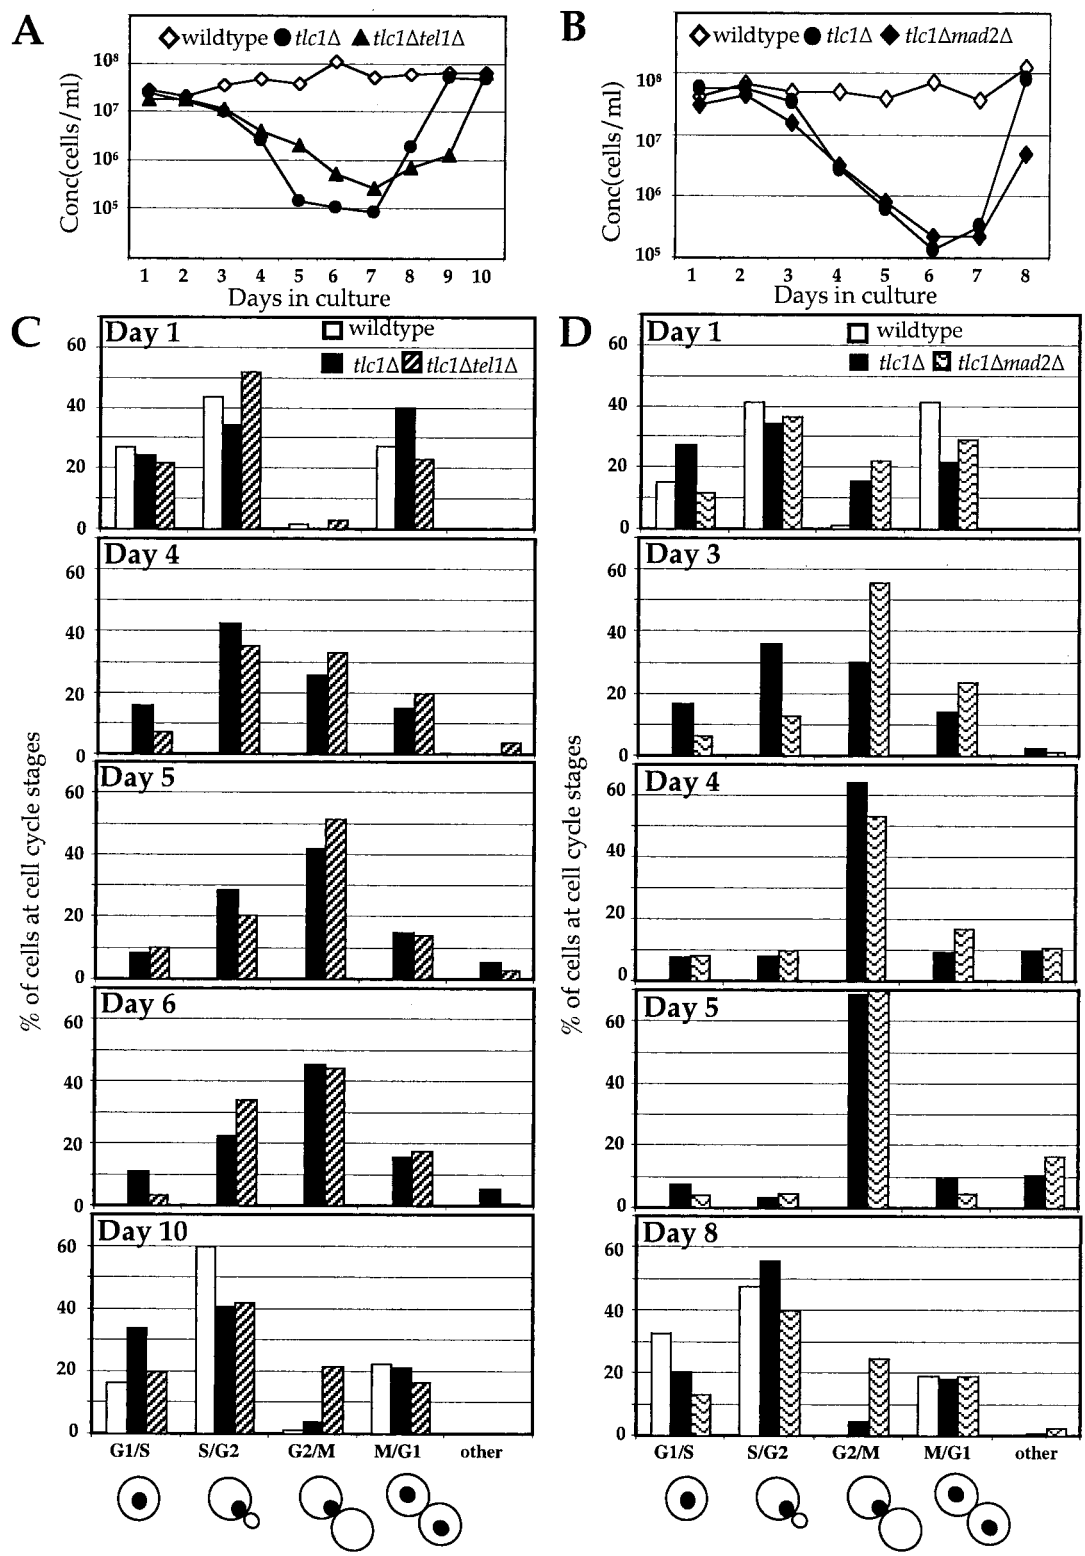 A
wildtype tlc1Δ tlc1Δtel1Δ
Conc(cells/ml)
10⁸
10⁷
10⁶
10⁵
1 2 3 4 5 6 7 8 9 10
Days in culture
B
wildtype tlc1Δ tlc1Δmad2Δ
Conc(cells/ml)
10⁸
10⁷
10⁶
10⁵
1 2 3 4 5 6 7 8
Days in culture
C
% of cells at cell cycle stages
Day 1
wildtype
tlc1Δ tlc1Δtel1Δ
60
40
20
0
Day 4
60
40
20
0
Day 5
60
40
20
0
Day 6
60
40
20
0
Day 10
60
40
20
0
G1/S S/G2 G2/M M/G1 other
D
% of cells at cell cycle stages
Day 1
wildtype
tlc1Δ tlc1Δmad2Δ
60
40
20
0
Day 3
60
40
20
0
Day 4
60
40
20
0
Day 5
60
40
20
0
Day 8
60
40
20
0
G1/S S/G2 G2/M M/G1 other